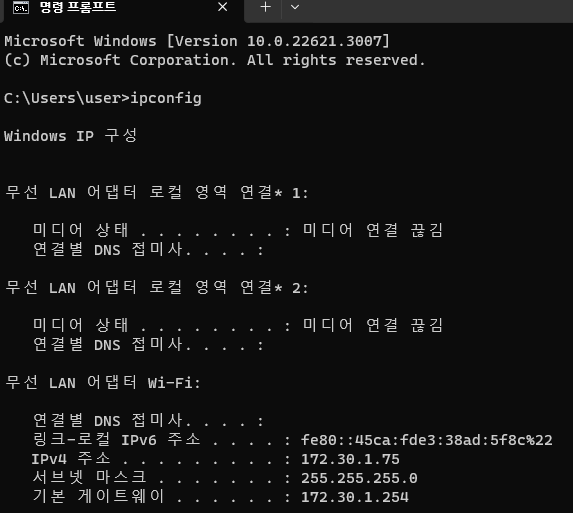 명령 프롬프트
Microsoft Windows [Version 10.0.22621.3007]
(c) Microsoft Corporation. All rights reserved.
C:\Users\user>ipconfig
Windows IP 구성
무선 LAN 어댑터 로컬 영역 연결* 1:
미디어 상태 . . . . . . . . : 미디어 연결 끊김
연결별 DNS 접미사. . . . :
무선 LAN 어댑터 로컬 영역 연결* 2:
미디어 상태 . . . . . . . . : 미디어 연결 끊김
연결별 DNS 접미사. . . . :
무선 LAN 어댑터 Wi-Fi:
연결별 DNS 접미사. . . . :
링크-로컬 IPv6 주소 . . . . : fe80::45ca:fde3:38ad:5f8c%22
IPv4 주소 . . . . . . . . . : 172.30.1.75
서브넷 마스크 . . . . . . . : 255.255.255.0
기본 게이트웨이 . . . . . . : 172.30.1.254